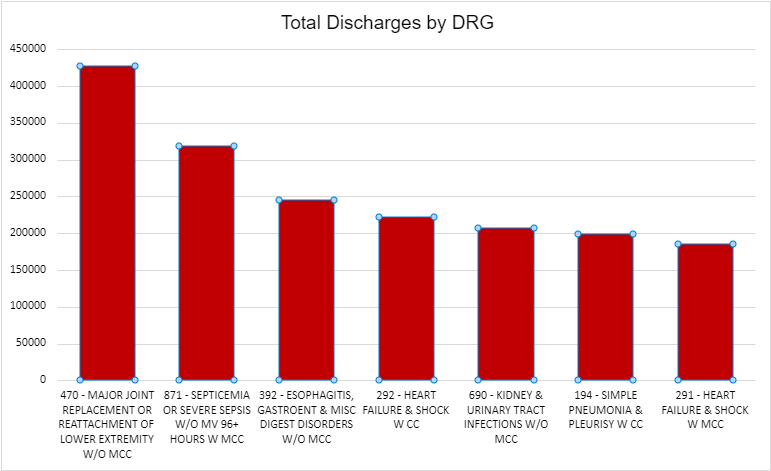 Total Discharges by DRG
450000
400000
350000
300000
250000
200000
150000
100000
50000
0
470 - MAJOR JOINT
REPLACEMENT OR
REATTACHMENT OF
LOWER EXTREMITY
W/O MCC
871 - SEPTICEMIA
OR SEVERE SEPSIS
W/O MV 96+
HOURS W MCC
392 - ESOPHAGITIS,
GASTROENT & MISC
DIGEST DISORDERS
W/O MCC
292 - HEART
FAILURE & SHOCK
W CC
690 - KIDNEY &
URINARY TRACT
INFECTIONS W/O
MCC
194 - SIMPLE
PNEUMONIA &
PLEURISY W CC
291 - HEART
FAILURE & SHOCK
W MCC